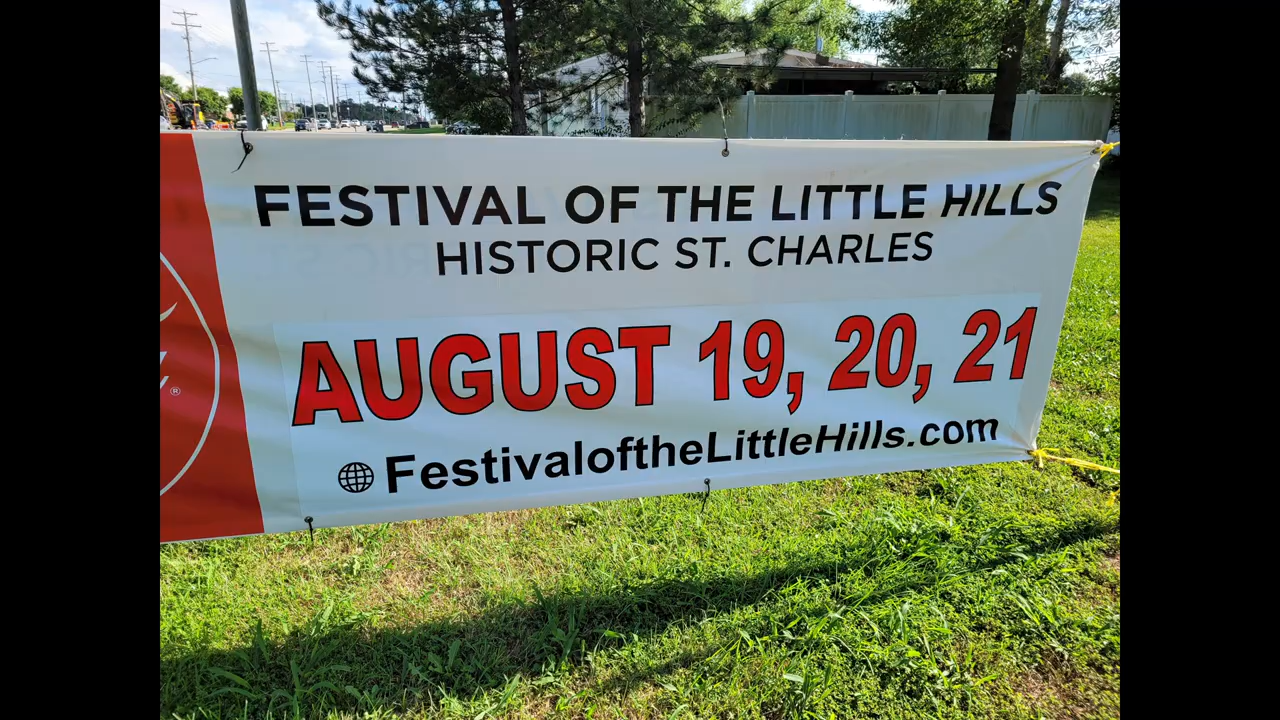 FESTIVAL OF THE LITTLE HILLS
HISTORIC ST. CHARLES
AUGUST 19, 20, 21
FestivaloftheLittleHills.com
®